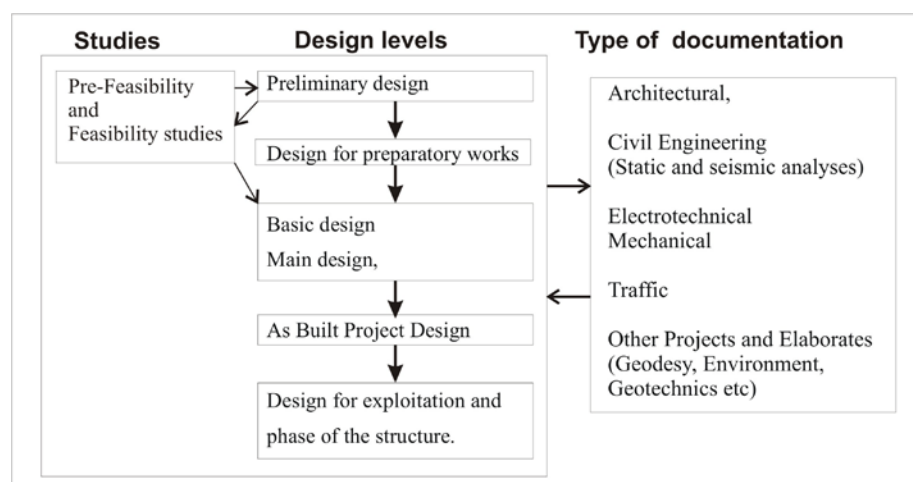 Studies
Design levels
Type of documentation
Pre-Feasibility
and
Feasibility studies
Preliminary design
Design for preparatory works
Basic design
Main design,
As Built Project Design
Design for exploitation and
phase of the structure.
Architectural,
Civil Engineering
(Static and seismic analyses)
Electrotechnical
Mechanical
Traffic
Other Projects and Elaborates
(Geodesy, Environment,
Geotechnics etc)